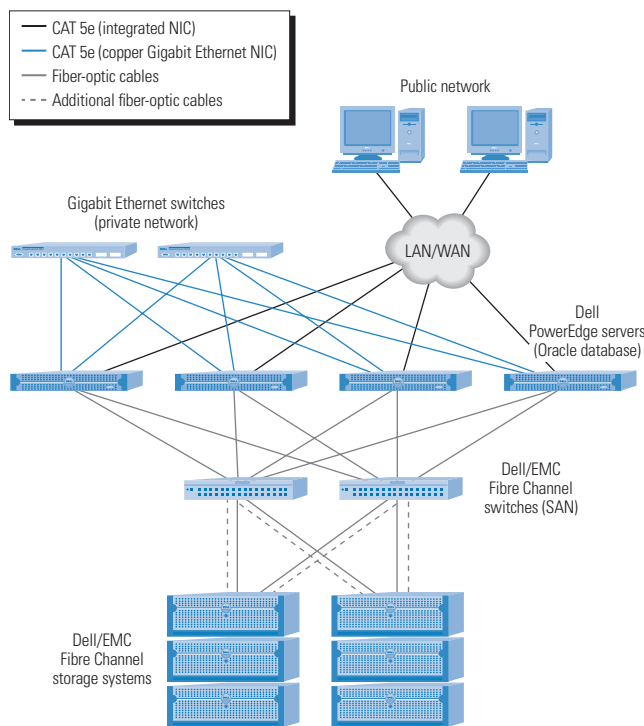 CAT 5e (integrated NIC)
CAT 5e (copper Gigabit Ethernet NIC)
Fiber-optic cables
Additional fiber-optic cables
Public network
Gigabit Ethernet switches
(private network)
LAN/WAN
Dell
PowerEdge servers
(Oracle database)
Dell/EMC
Fibre Channel
switches (SAN)
Dell/EMC
Fibre Channel
storage systems